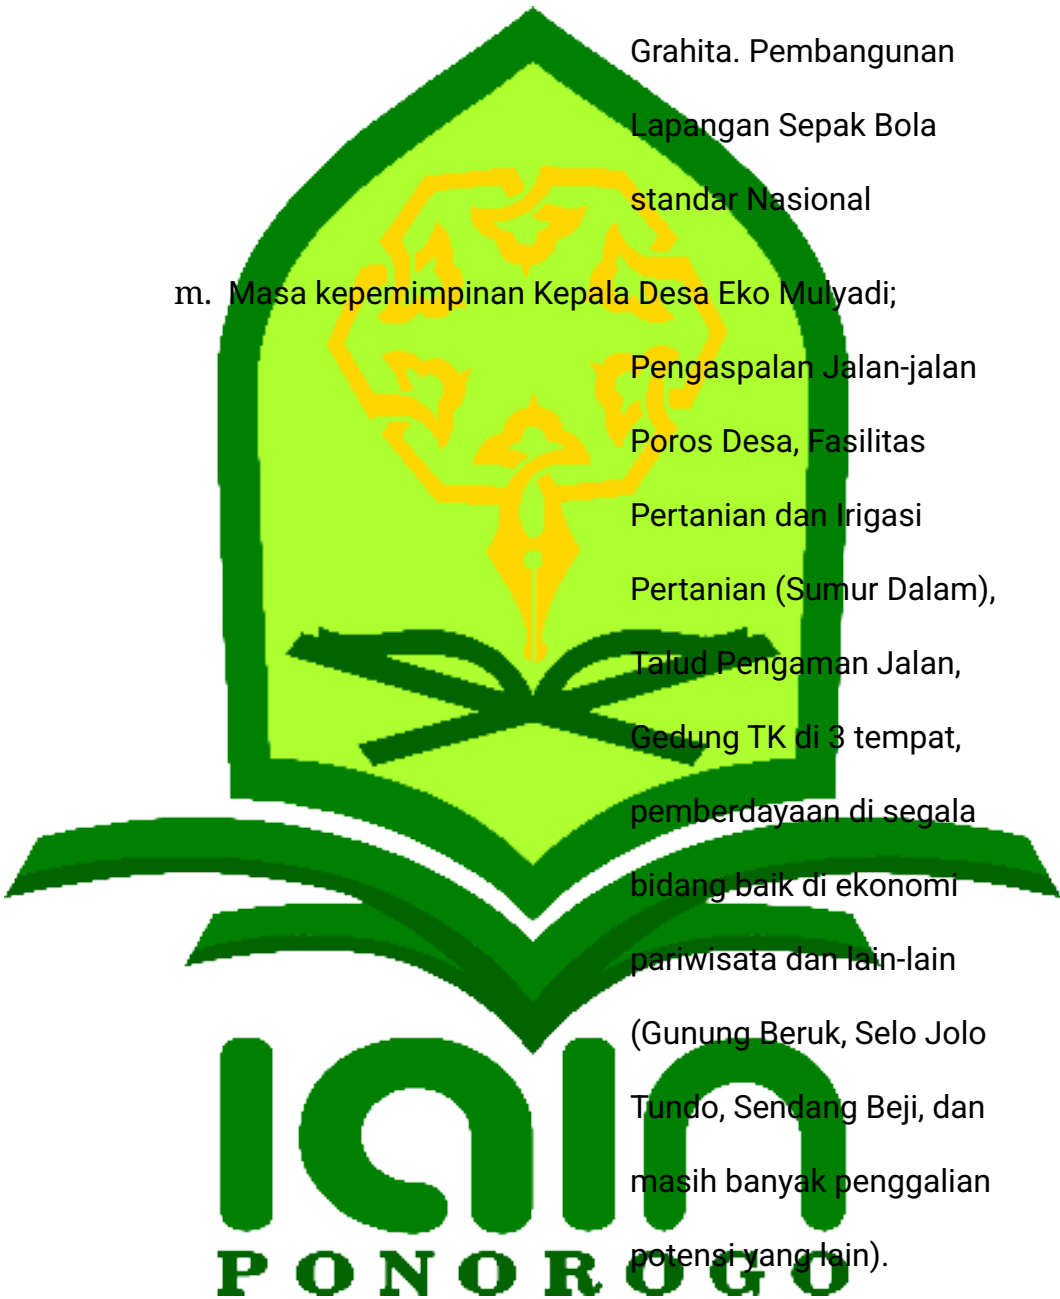 Grahita. Pembangunan
Lapangan Sepak Bola
standar Nasional
m. Masa kepemimpinan Kepala Desa Eko Mulyadi;
Pengaspalan Jalan-jalan
Poros Desa, Fasilitas
Pertanian dan Irigasi
Pertanian (Sumur Dalam),
Talud Pengaman Jalan,
Gedung TK di 3 tempat,
pemberdayaan di segala
bidang baik di ekonomi
pariwisata dan lain-lain
(Gunung Beruk, Selo Jolo
Tundo, Sendang Beji, dan
masih banyak penggalian
potensi yang lain).
iain
PONOROGO